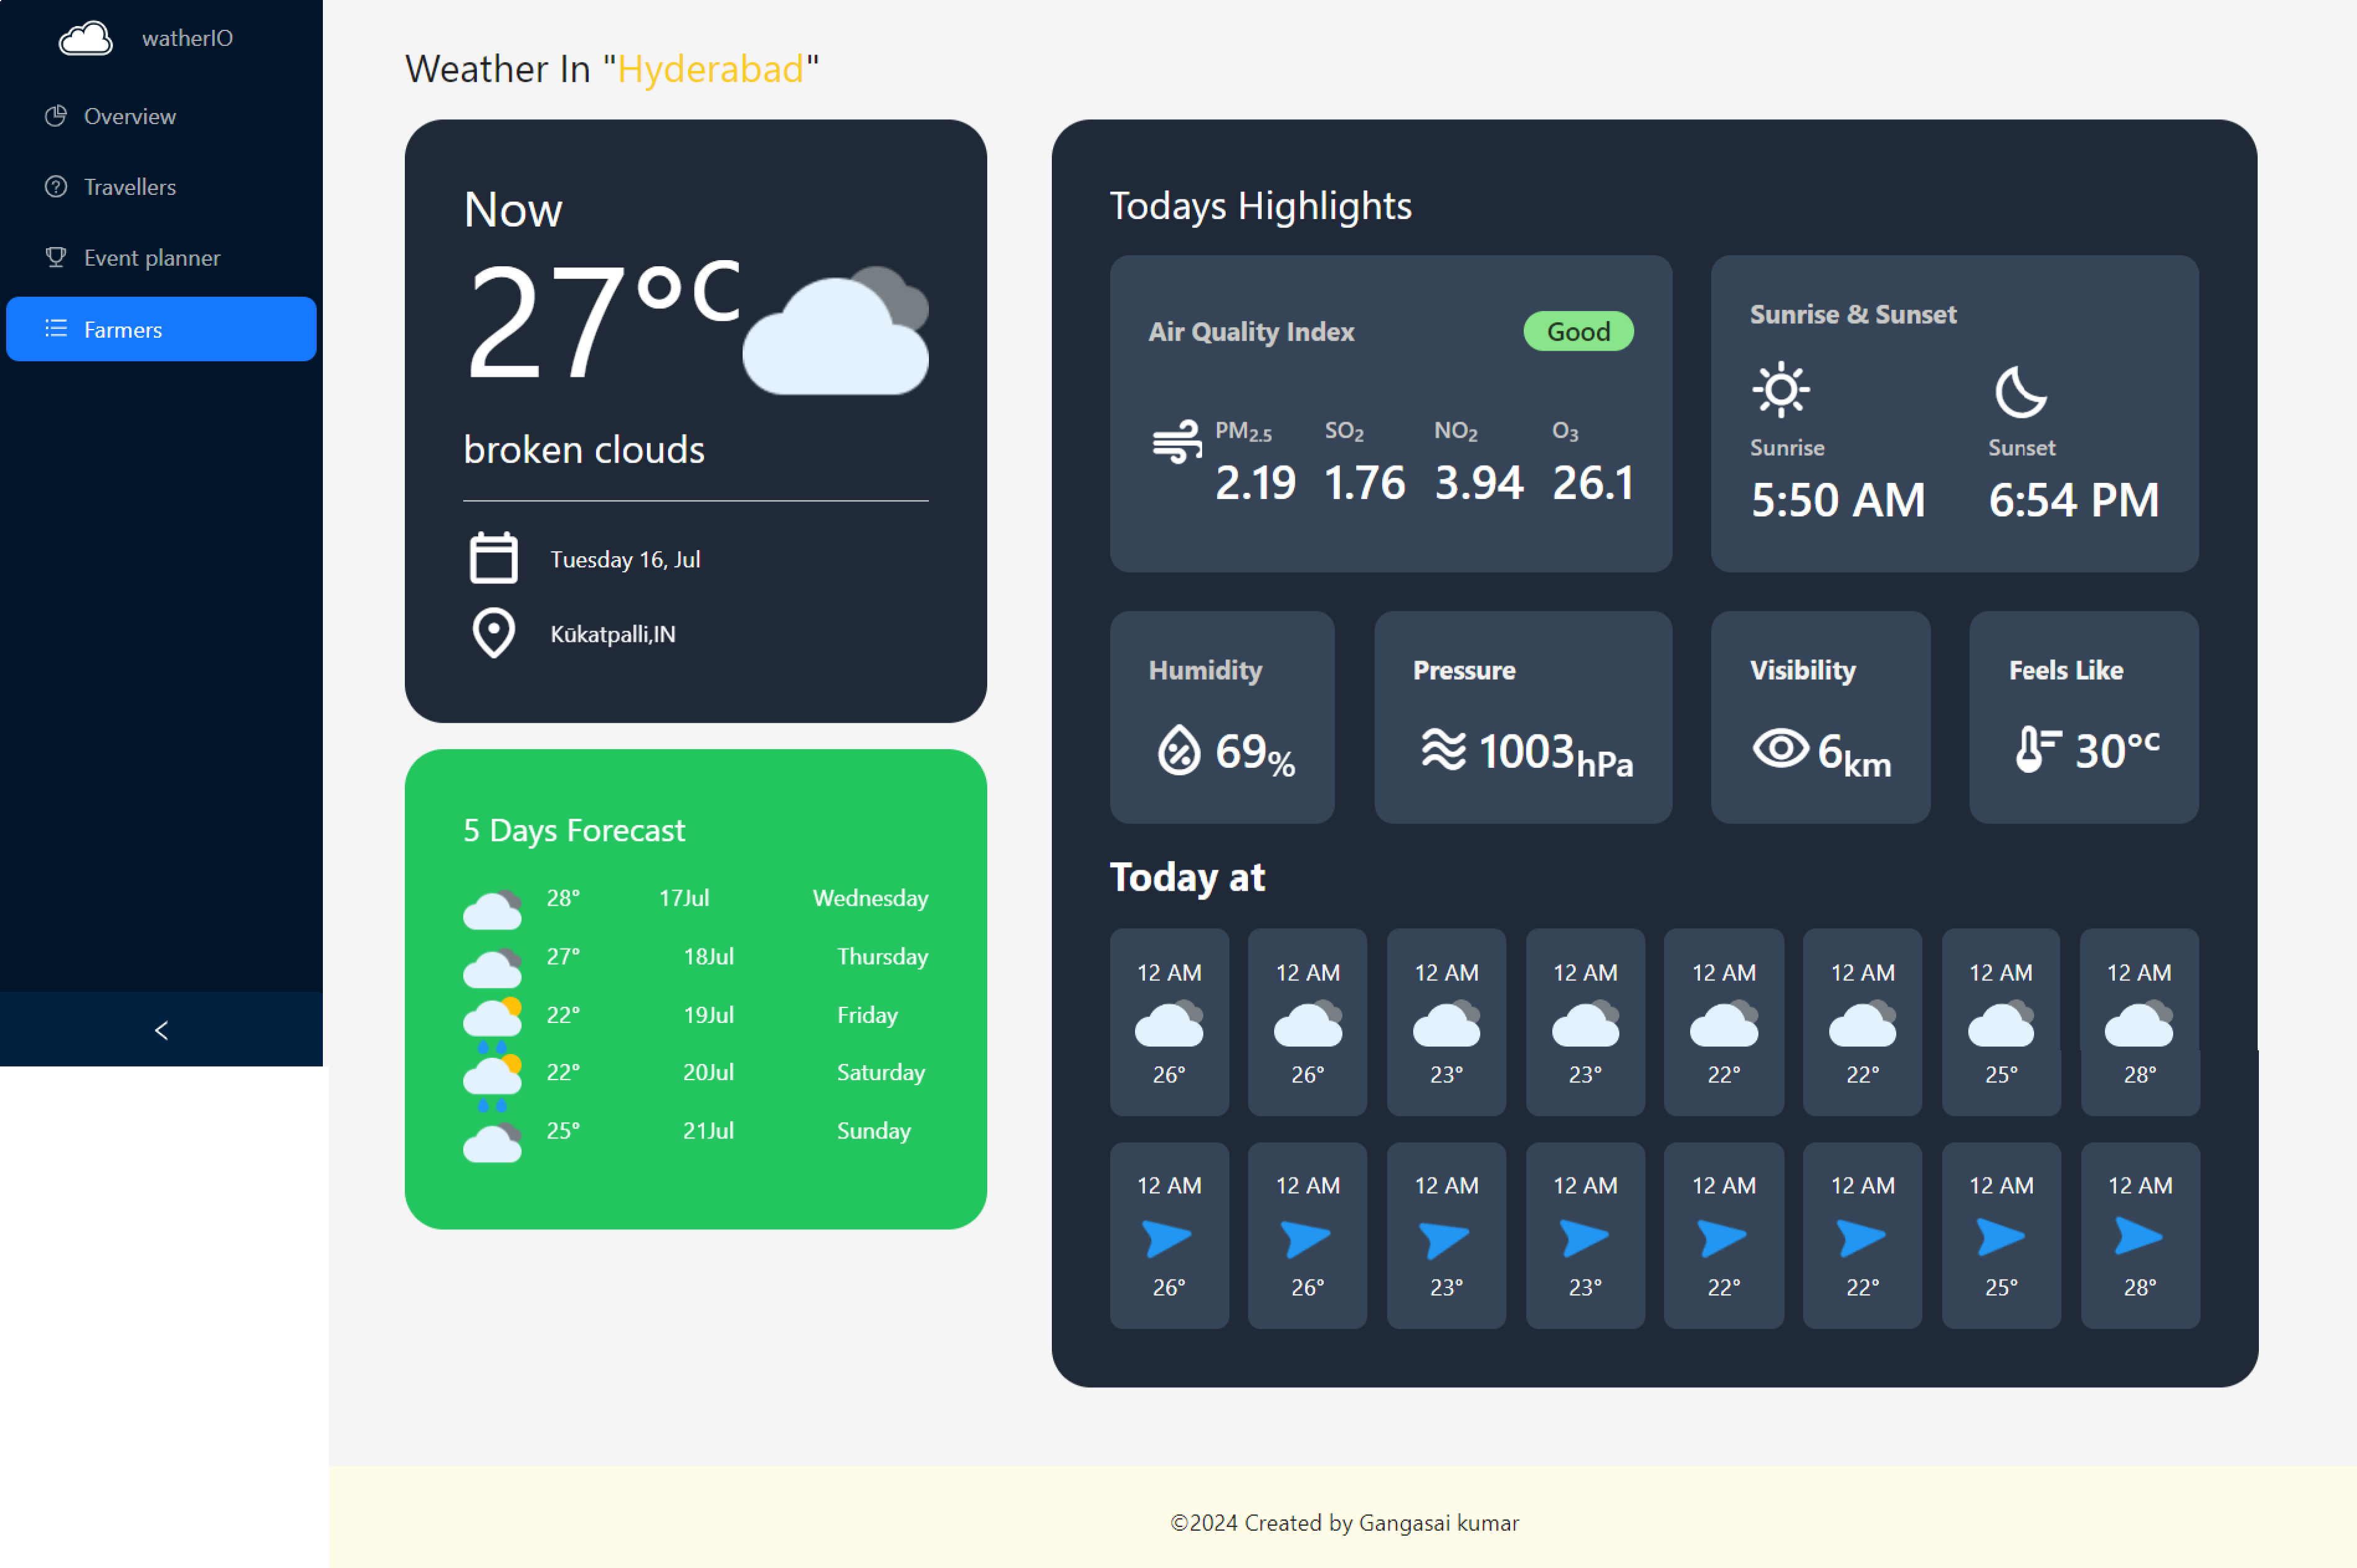 watherIO
Overview
Travellers
Event planner
Farmers
Weather In "Hyderabad"
Now
27°C
broken clouds
Tuesday 16, Jul
Kūkatpalli,IN
5 Days Forecast
28° 17Jul Wednesday
27° 18Jul Thursday
22° 19Jul Friday
22° 20Jul Saturday
25° 21Jul Sunday
Todays Highlights
Air Quality Index Good
PM2.5 SO2 NO2 O3
2.19 1.76 3.94 26.1
Sunrise & Sunset
Sunrise Sunset
5:50 AM 6:54 PM
Humidity
69%
Pressure
1003hPa
Visibility
6km
Feels Like
30°C
Today at
12 AM 12 AM 12 AM 12 AM 12 AM 12 AM 12 AM 12 AM
26° 26° 23° 23° 22° 22° 25° 28°
12 AM 12 AM 12 AM 12 AM 12 AM 12 AM 12 AM 12 AM
26° 26° 23° 23° 22° 22° 25° 28°
©2024 Created by Gangasai kumar